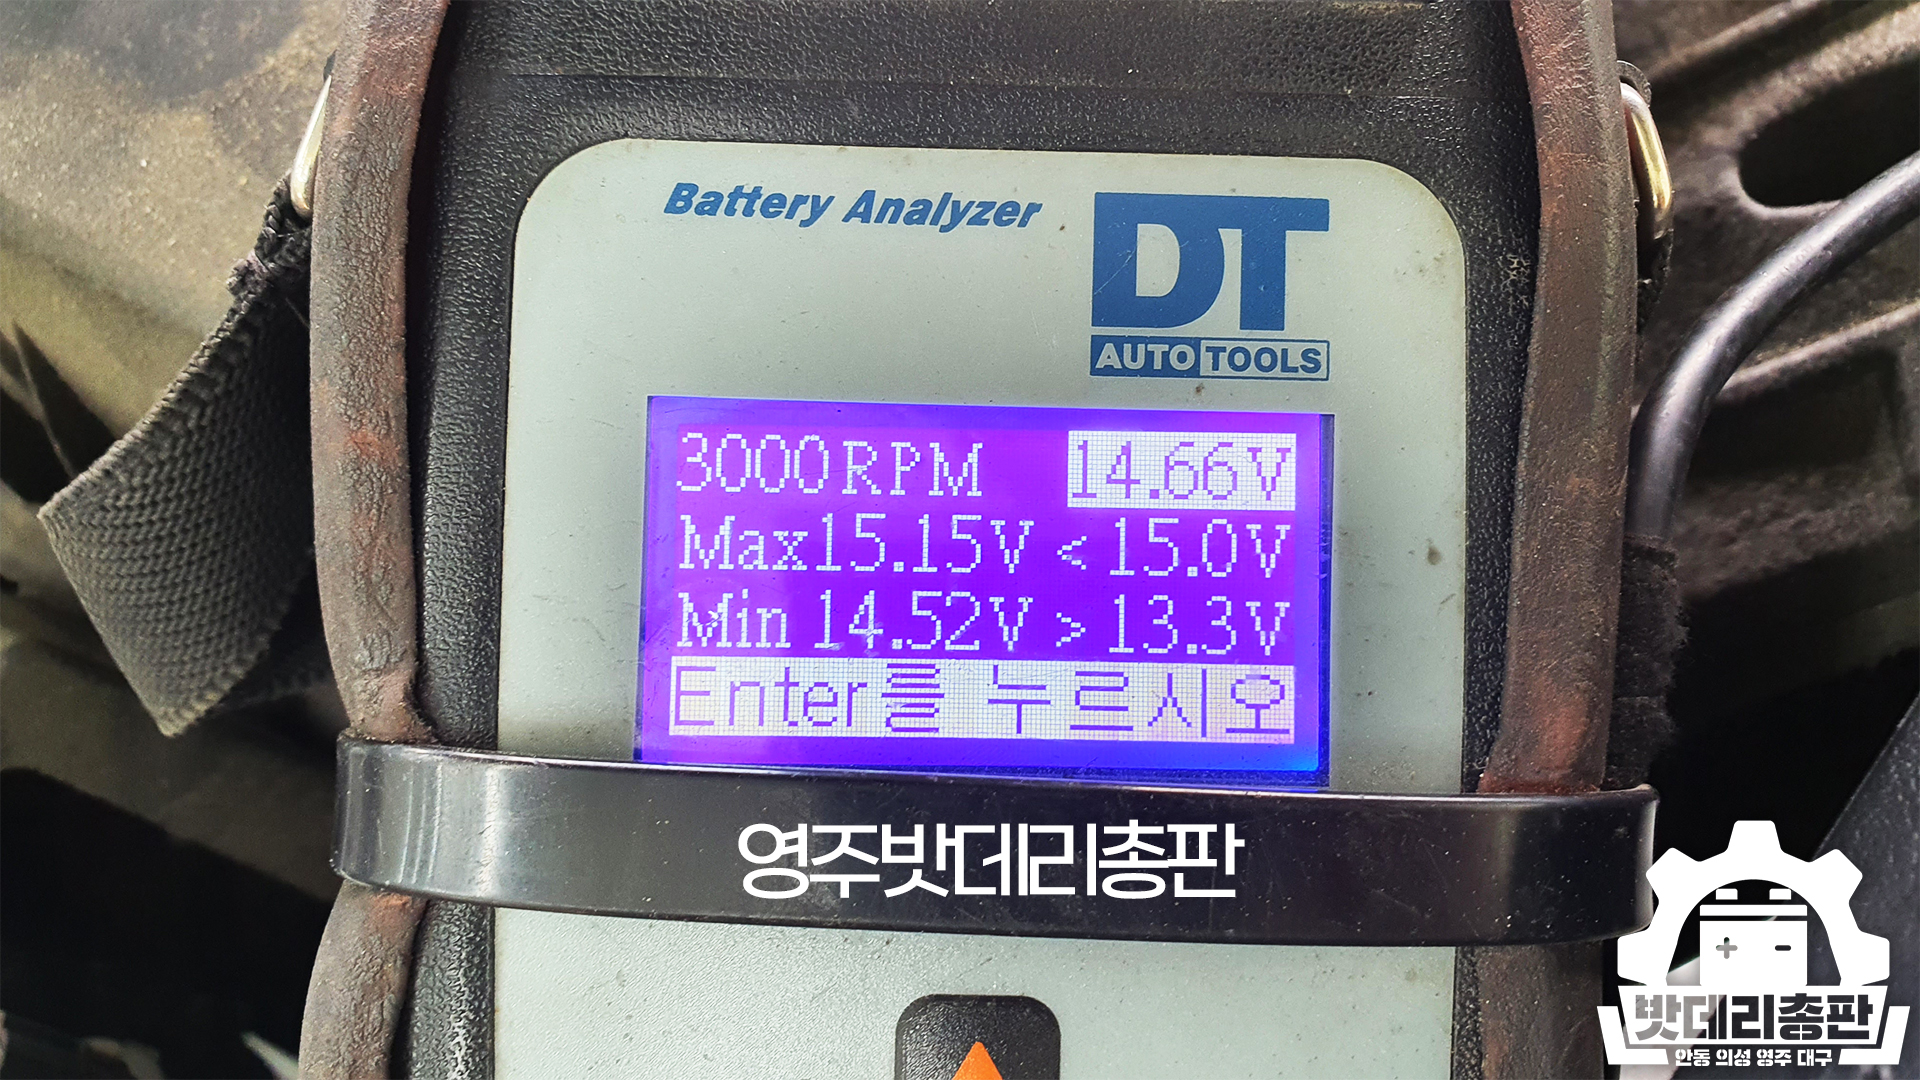 Battery Analyzer
DT
AUTO TOOLS
3000RPM 14.66V
Max15.15V < 15.0V
Min 14.52V > 13.3V
Enter를 누르시오
영주밧데리총판
+ -
밧데리총판
안동 의성 영주 대구